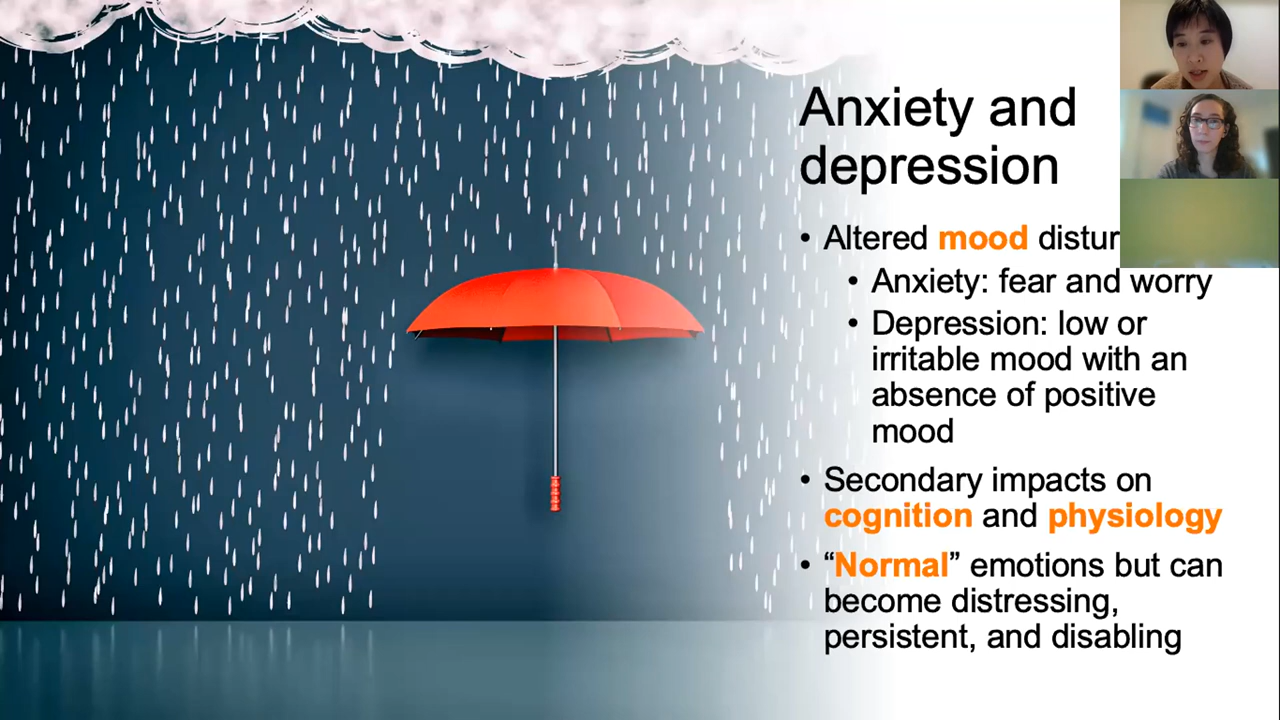 Anxiety and
depression
• Altered mood distur
• Anxiety: fear and worry
• Depression: low or
irritable mood with an
absence of positive
mood
• Secondary impacts on
cognition and physiology
• “Normal” emotions but can
become distressing,
persistent, and disabling